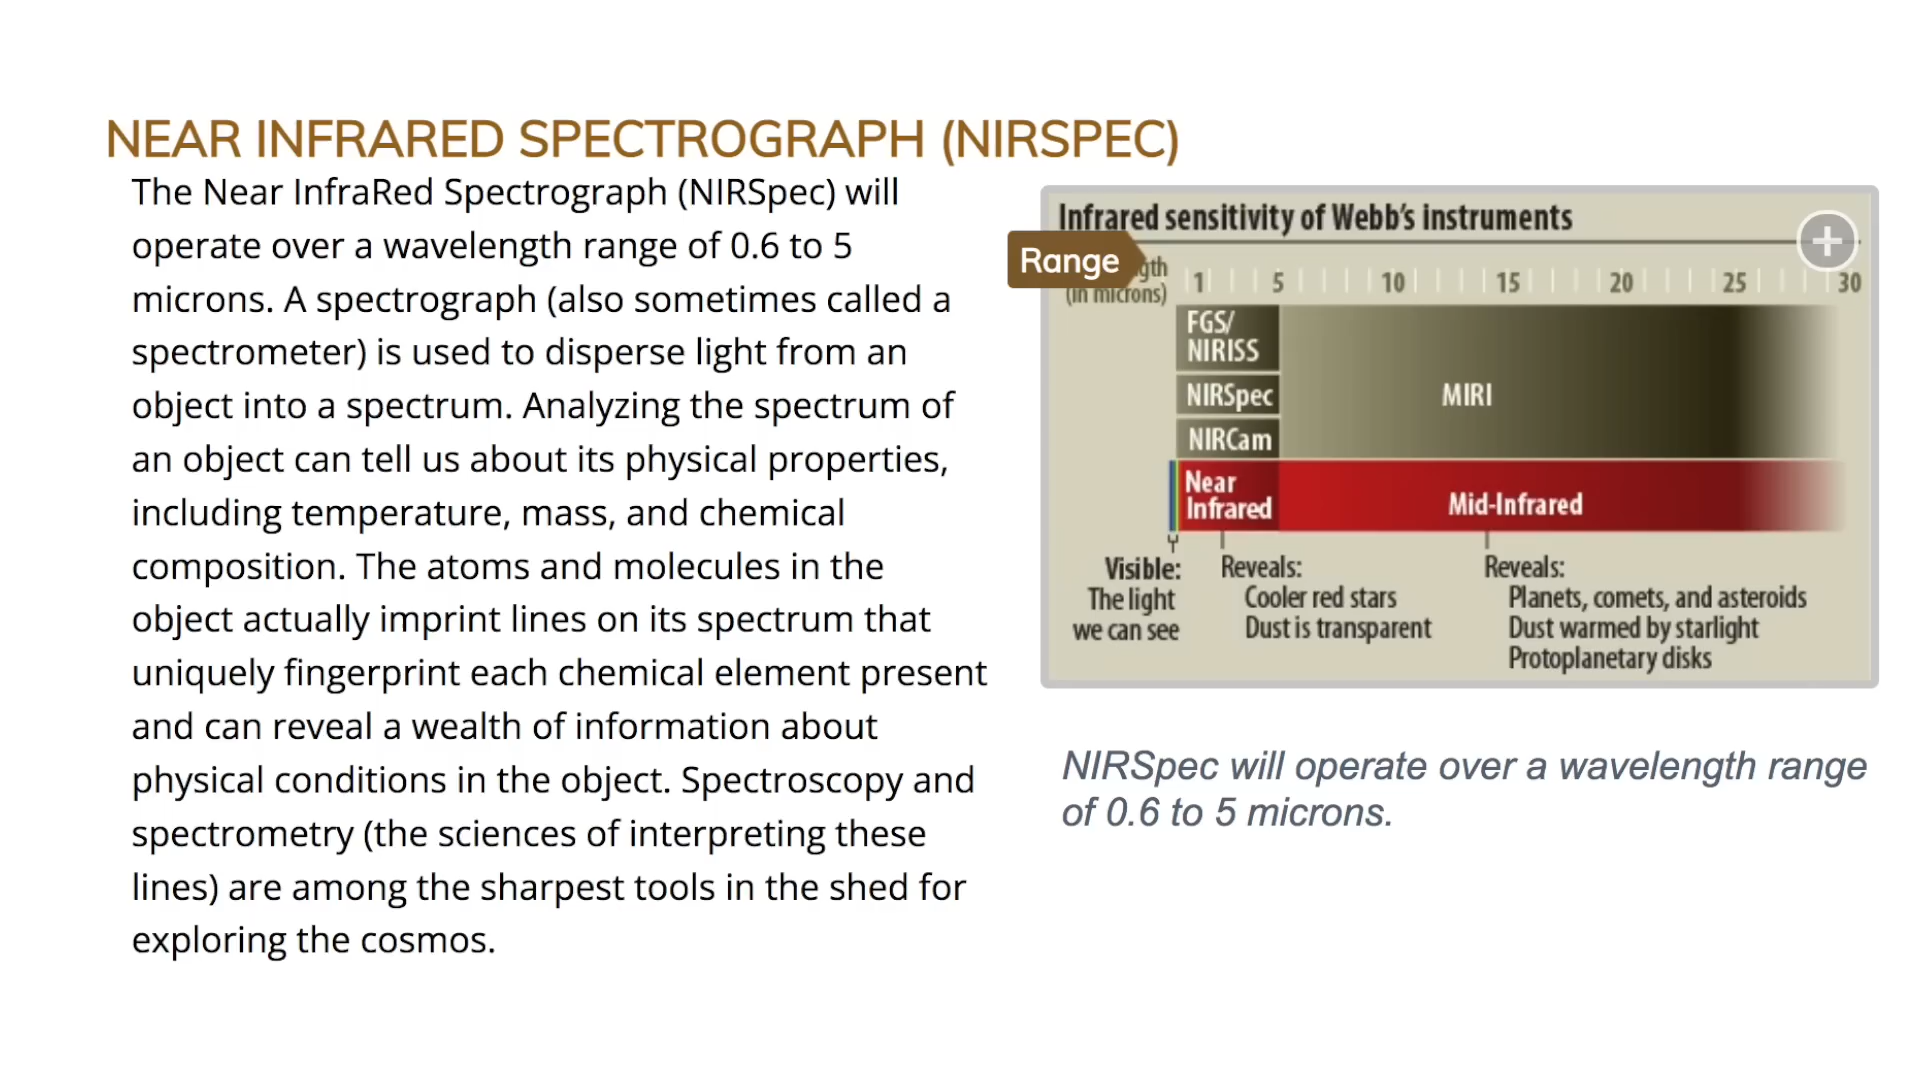 NEAR INFRARED SPECTROGRAPH (NIRSPEC)
The Near InfraRed Spectrograph (NIRSpec) will
operate over a wavelength range of 0.6 to 5
microns. A spectrograph (also sometimes called a
spectrometer) is used to disperse light from an
object into a spectrum. Analyzing the spectrum of
an object can tell us about its physical properties,
including temperature, mass, and chemical
composition. The atoms and molecules in the
object actually imprint lines on its spectrum that
uniquely fingerprint each chemical element present
and can reveal a wealth of information about
physical conditions in the object. Spectroscopy and
spectrometry (the sciences of interpreting these
lines) are among the sharpest tools in the shed for
exploring the cosmos.
Infrared sensitivity of Webb's instruments
Range
(in microns)
1 5 10 15 20 25 30
FGS/
NIRISS
NIRSpec
NIRCam
MIRI
Near
Infrared
Mid-Infrared
Visible:
The light
we can see
Reveals:
Cooler red stars
Dust is transparent
Reveals:
Planets, comets, and asteroids
Dust warmed by starlight
Protoplanetary disks
NIRSpec will operate over a wavelength range
of 0.6 to 5 microns.